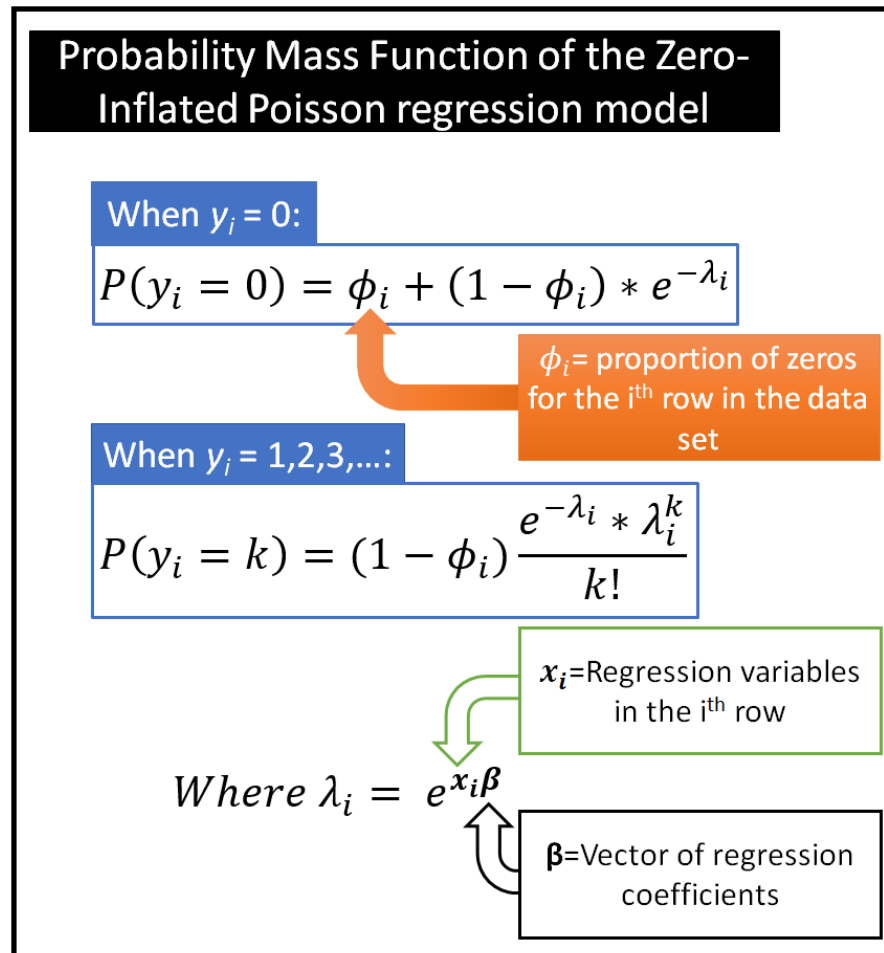 Probability Mass Function of the Zero-
Inflated Poisson regression model
When yᵢ = 0:
P(yᵢ = 0) = ϕᵢ + (1 − ϕᵢ) * e^{−λᵢ}
ϕᵢ= proportion of zeros
for the iᵗʰ row in the data
set
When yᵢ = 1,2,3,…:
P(yᵢ = k) = (1 − ϕᵢ) \frac{e^{−λᵢ} * λᵢ^k}{k!}
xᵢ=Regression variables
in the iᵗʰ row
Where λᵢ = e^{xᵢβ}
β=Vector of regression
coefficients